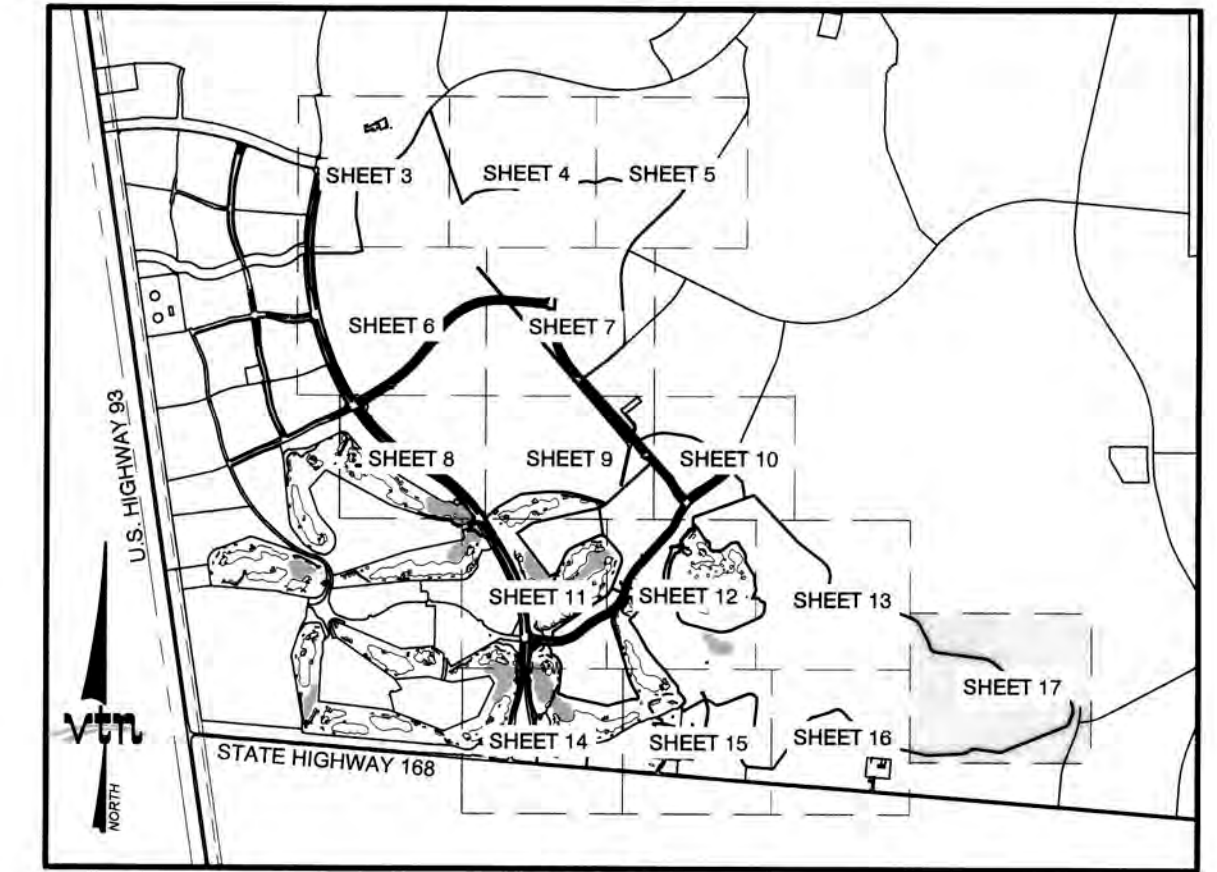 SHEET 3
SHEET 4
SHEET 5
SHEET 6
SHEET 7
U.S. HIGHWAY 93
SHEET 8
SHEET 9
SHEET 10
SHEET 11
SHEET 12
SHEET 13
SHEET 17
vtn
SHEET 14
SHEET 15
SHEET 16
STATE HIGHWAY 168
NORTH